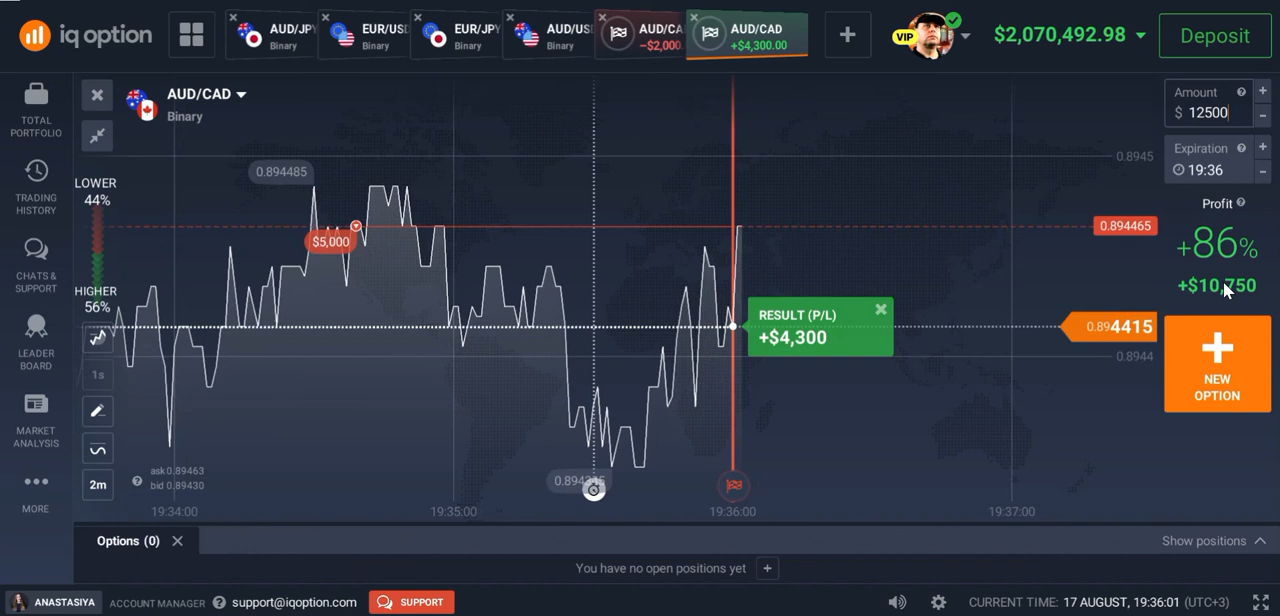 iq option
AUD/JP
Binary
EUR/USD
Binary
EUR/JPY
Binary
AUD/US
Binary
AUD/CA
-$2,000
AUD/CAD
+$4,300.00
VIP
$2,070,492.98
Deposit
TOTAL
PORTFOLIO
TRADING
HISTORY
CHATS &
SUPPORT
LEADER
BOARD
MARKET
ANALYSIS
MORE
AUD/CAD
Binary
LOWER
44%
HIGHER
56%
1s
2m
0.894485
$5,000
ask 0.89463
bid 0.89430
RESULT (P/L)
+$4,300
0.8945
0.894465
0.894415
0.8944
19:34:00
19:35:00
19:36:00
19:37:00
Amount
$ 12500
Expiration
19:36
Profit
+86%
+$10,750
NEW
OPTION
Options (0)
Show positions
You have no open positions yet
ANASTASIYA
ACCOUNT MANAGER
support@iqoption.com
SUPPORT
CURRENT TIME: 17 AUGUST, 19:36:01 (UTC+3)